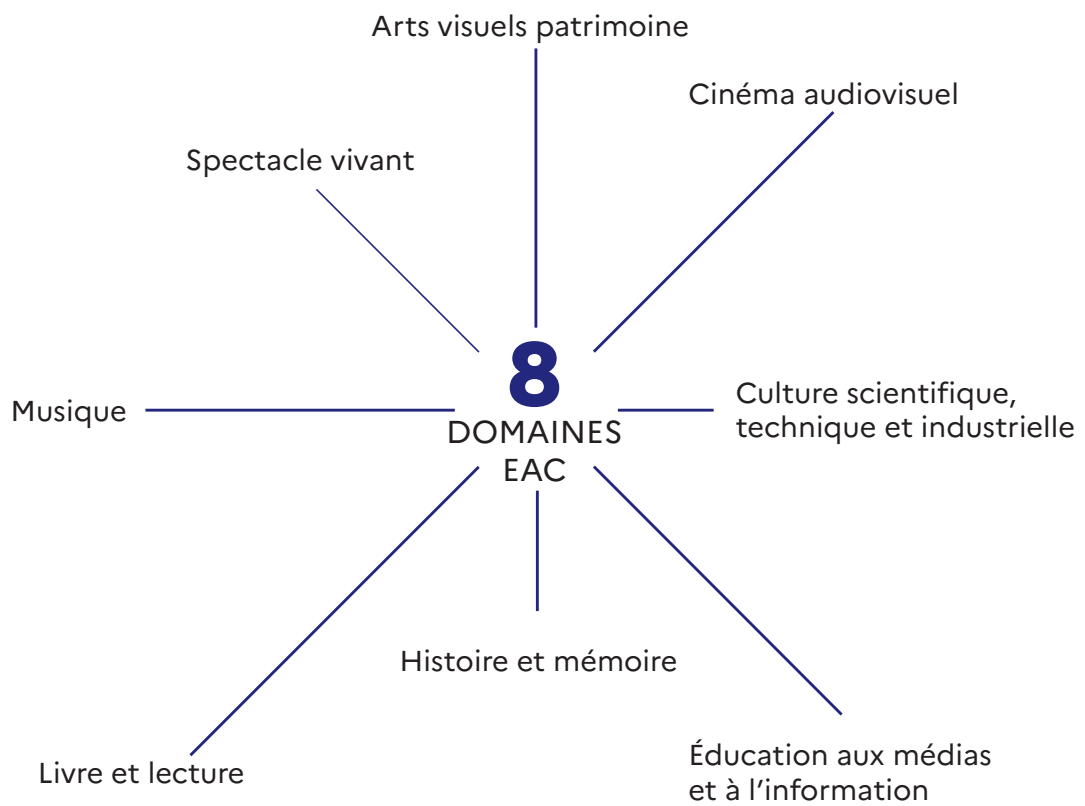 Arts visuels patrimoine
Cinéma audiovisuel
Spectacle vivant
8
DOMAINES
EAC
Musique
Culture scientifique,
technique et industrielle
Histoire et mémoire
Livre et lecture
Éducation aux médias
et à l'information